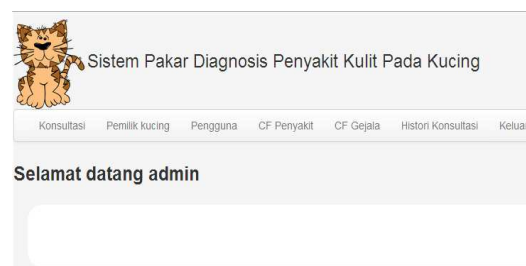 Sistem Pakar Diagnosis Penyakit Kulit Pada Kucing
Konsultasi Pemilik kucing Pengguna CF Penyakit CF Gejala Histori Konsultasi
Selamat datang admin